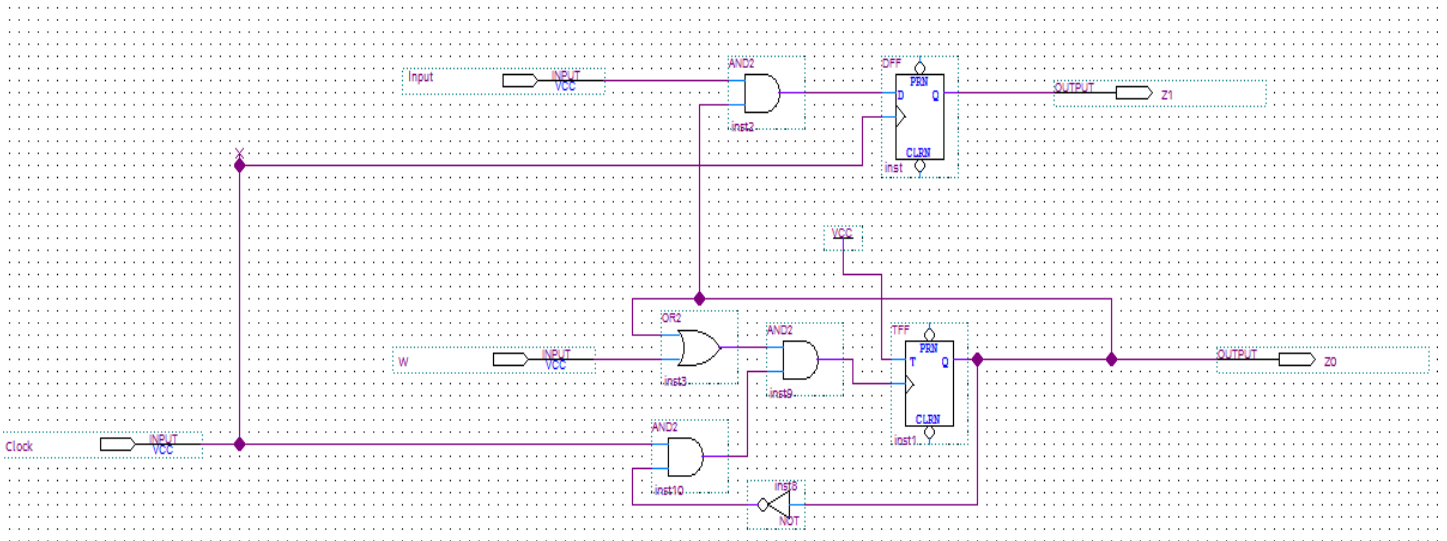 AND2
DFF
Input
INPUT
VCC
PRN
D
Q
OUTPUT
Z1
inst2
X
CLRN
inst
VCC
OR2
AND2
TFF
W
INPUT
VCC
PRN
T
Q
OUTPUT
Z0
inst3
inst9
CLRN
AND2
inst1
Clock
INPUT
VCC
inst10
inst8
NOT